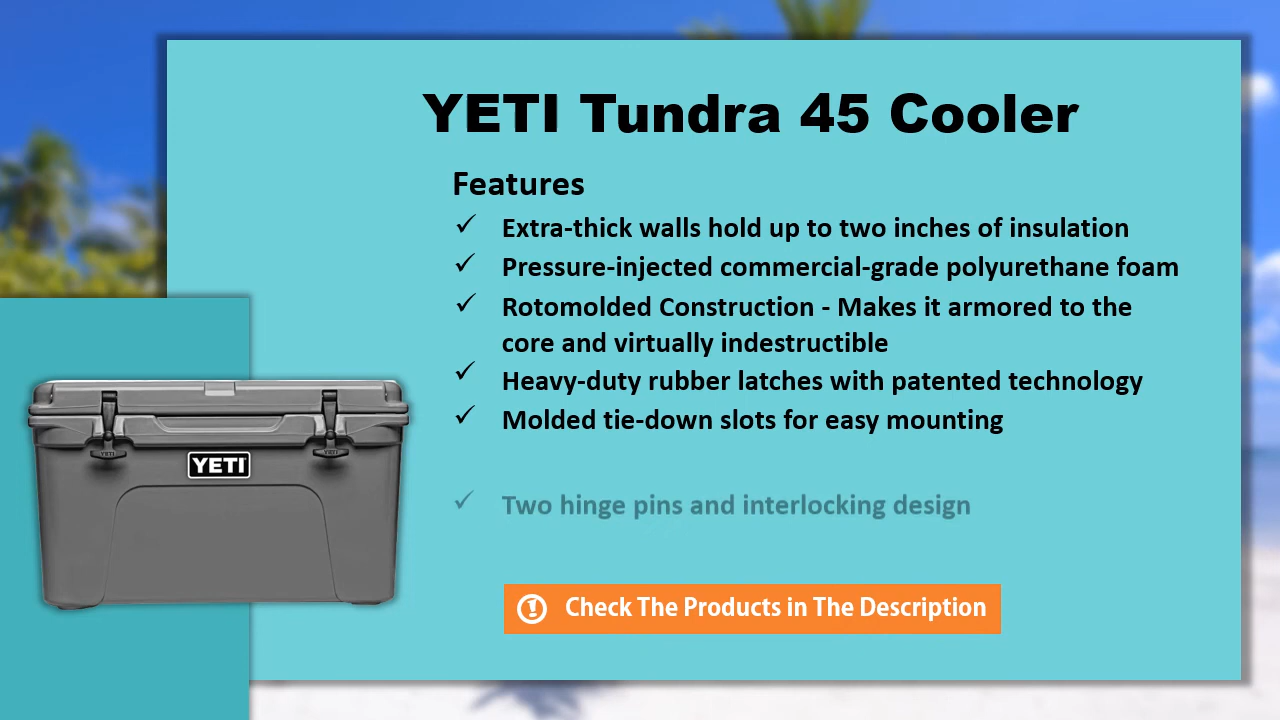 YETI Tundra 45 Cooler
Features
✓ Extra-thick walls hold up to two inches of insulation
✓ Pressure-injected commercial-grade polyurethane foam
✓ Rotomolded Construction - Makes it armored to the
core and virtually indestructible
✓ Heavy-duty rubber latches with patented technology
✓ Molded tie-down slots for easy mounting
YETI
✓ Two hinge pins and interlocking design
Check The Products in The Description